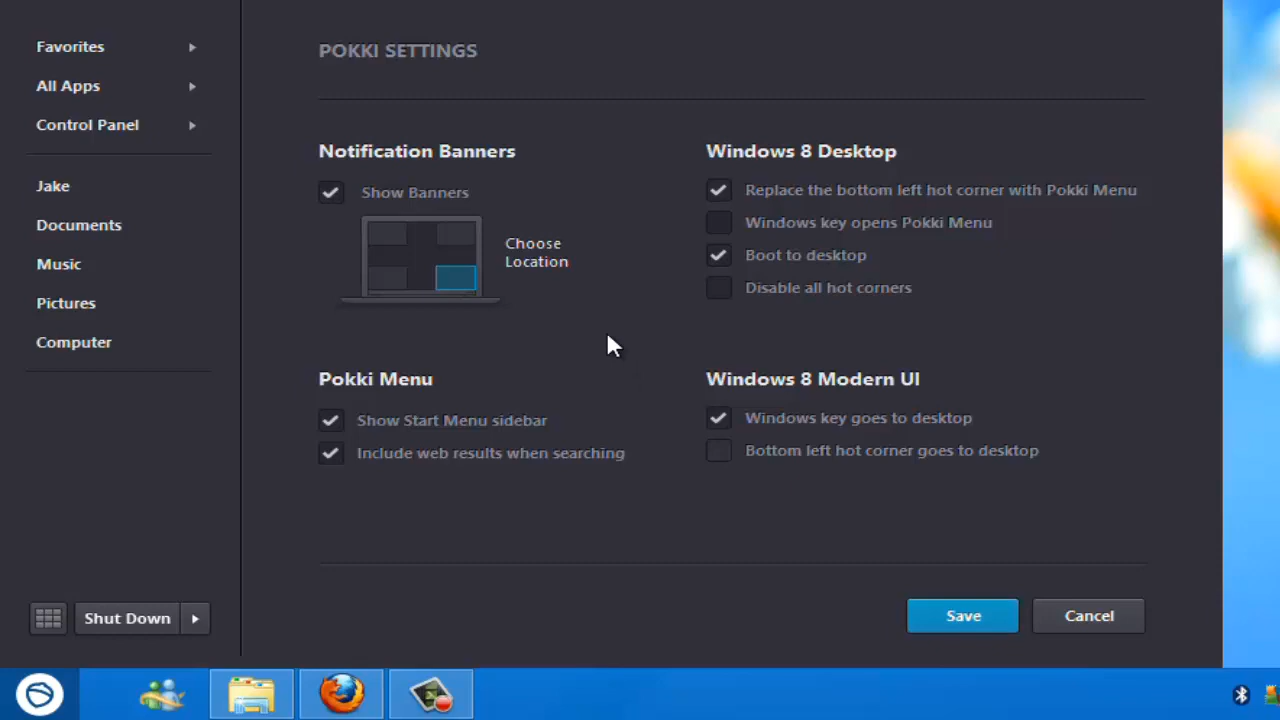 Favorites
All Apps
Control Panel
Jake
Documents
Music
Pictures
Computer
Shut Down
POKKI SETTINGS
Notification Banners
Show Banners
Choose
Location
Windows 8 Desktop
Replace the bottom left hot corner with Pokki Menu
Windows key opens Pokki Menu
Boot to desktop
Disable all hot corners
Pokki Menu
Show Start Menu sidebar
Include web results when searching
Windows 8 Modern UI
Windows key goes to desktop
Bottom left hot corner goes to desktop
Save
Cancel